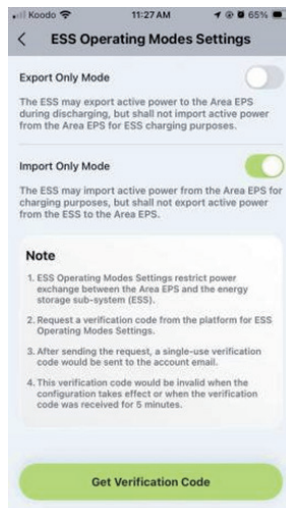 Koodo 11:27 AM 65%
ESS Operating Modes Settings
Export Only Mode
The ESS may export active power to the Area EPS
during discharging, but shall not import active power
from the Area EPS for ESS charging purposes.
Import Only Mode
The ESS may import active power from the Area EPS for
charging purposes, but shall not export active power
from the ESS to the Area EPS.
Note
1. ESS Operating Modes Settings restrict power
exchange between the Area EPS and the energy
storage sub-system (ESS).
2. Request a verification code from the platform for ESS
Operating Modes Settings.
3. After sending the request, a single-use verification
code would be sent to the account email.
4. This verification code would be invalid when the
configuration takes effect or when the verification
code was received for 5 minutes.
Get Verification Code